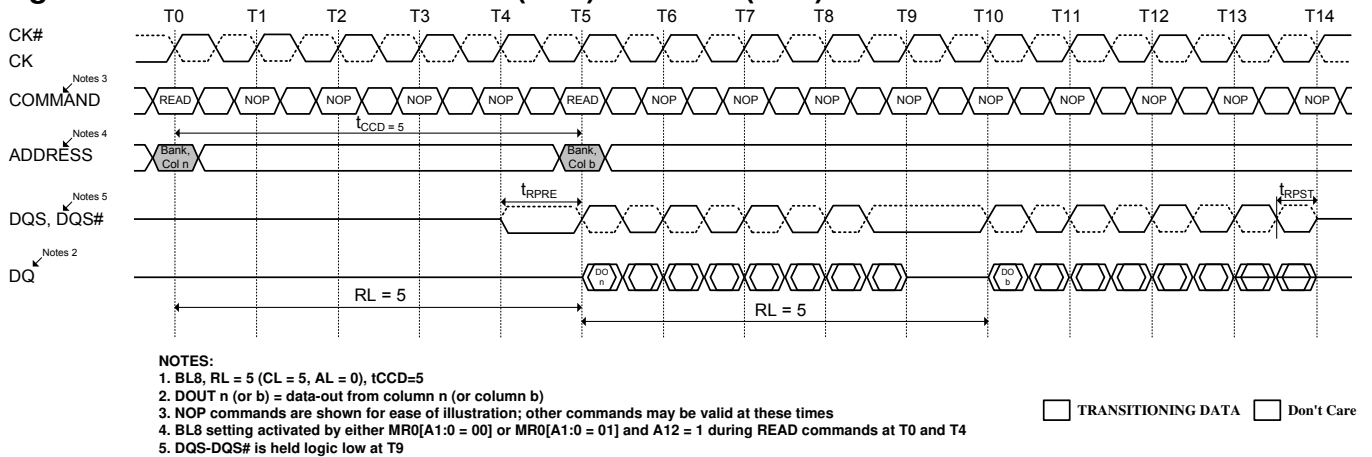 T0 T1 T2 T3 T4 T5 T6 T7 T8 T9 T10 T11 T12 T13 T14
CK#
CK
Notes 3
COMMAND
READ NOP NOP NOP NOP READ NOP NOP NOP NOP NOP NOP NOP NOP NOP
tCCD = 5
Notes 4
ADDRESS
Bank, Col n
Bank, Col b
tRPRE
tRPST
Notes 5
DQS, DQS#
Notes 2
DQ
DO n
DO b
RL = 5
RL = 5
NOTES:
1. BL8, RL = 5 (CL = 5, AL = 0), tCCD=5
2. DOUT n (or b) = data-out from column n (or column b)
3. NOP commands are shown for ease of illustration; other commands may be valid at these times
4. BL8 setting activated by either MR0[A1:0 = 00] or MR0[A1:0 = 01] and A12 = 1 during READ commands at T0 and T4
5. DQS-DQS# is held logic low at T9
TRANSITIONING DATA Don't Care